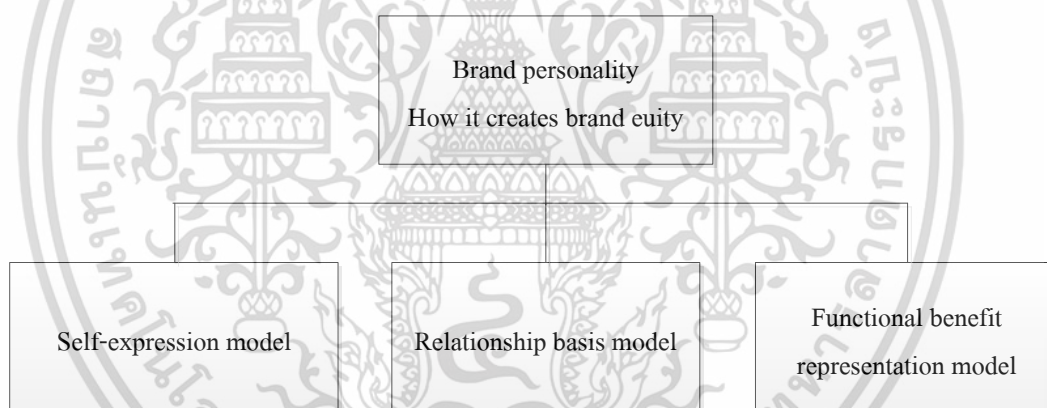 Brand personality
How it creates brand euity
Self-expression model
Relationship basis model
Functional benefit
representation model